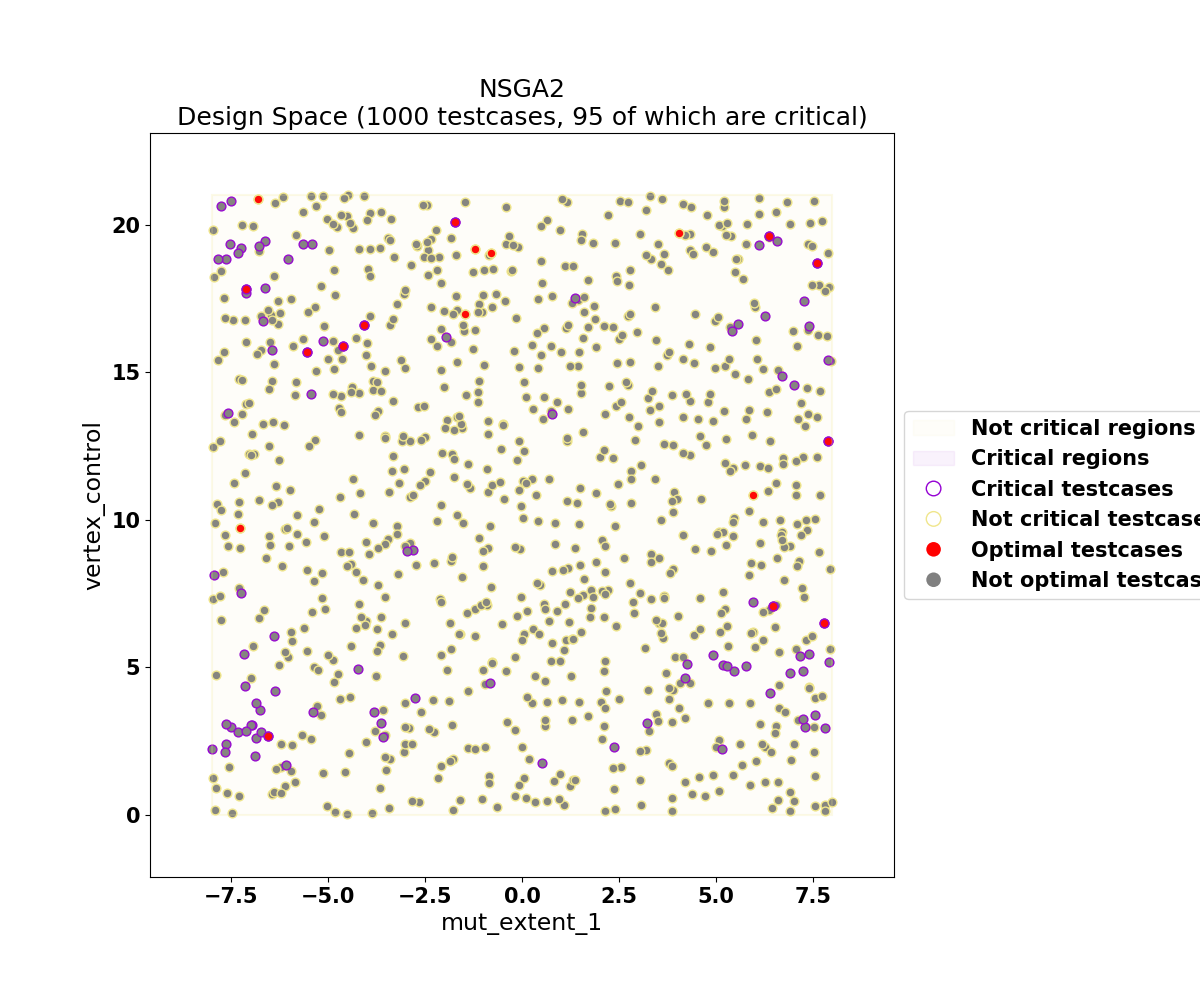 NSGA2
Design Space (1000 testcases, 95 of which are critical)
20
15
10
5
0
vertex_control
−7.5 −5.0 −2.5 0.0 2.5 5.0 7.5
mut_extent_1
Not critical regions
Critical regions
Critical testcases
Not critical testcase
Optimal testcases
Not optimal testcas